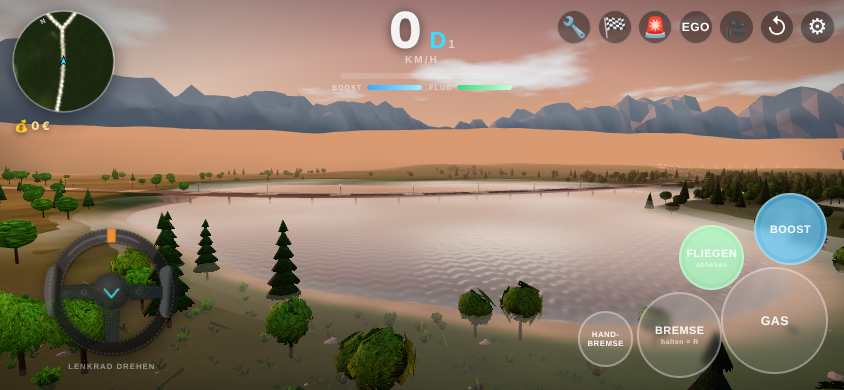 N
0 D1
KM/H
BOOST FLUG
💰0 €
EGO
BOOST
FLIEGEN
abheben
HAND-
BREMSE
BREMSE
halten = R
GAS
LENKRAD DREHEN